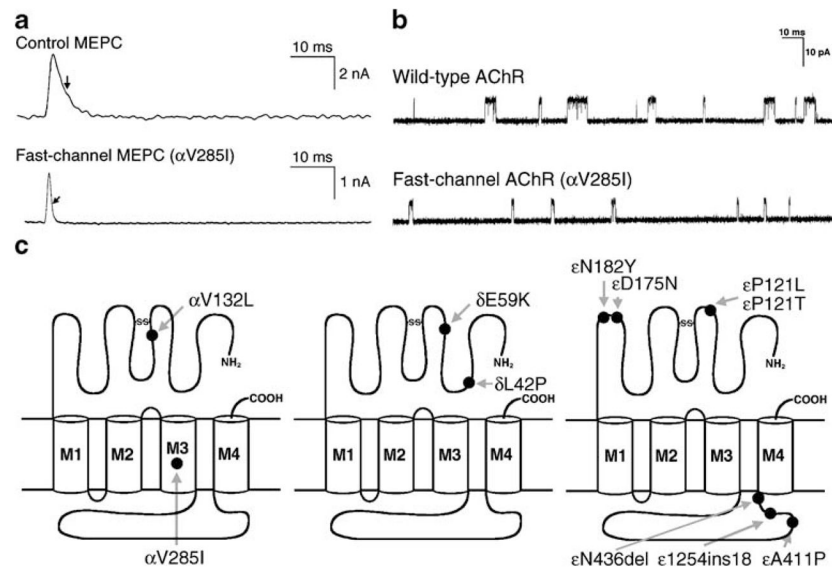 a
Control MEPC
10 ms
2 nA
Fast-channel MEPC (αV285I)
10 ms
1 nA
b
10 ms
10 pA
Wild-type AChR
Fast-channel AChR (αV285I)
c
αV132L
SS
NH₂
COOH
M1 M2 M3 M4
αV285I
δE59K
SS
NH₂
δL42P
COOH
M1 M2 M3 M4
εN182Y
εD175N
εP121L
εP121T
SS
NH₂
COOH
M1 M2 M3 M4
εN436del ε1254ins18 εA411P